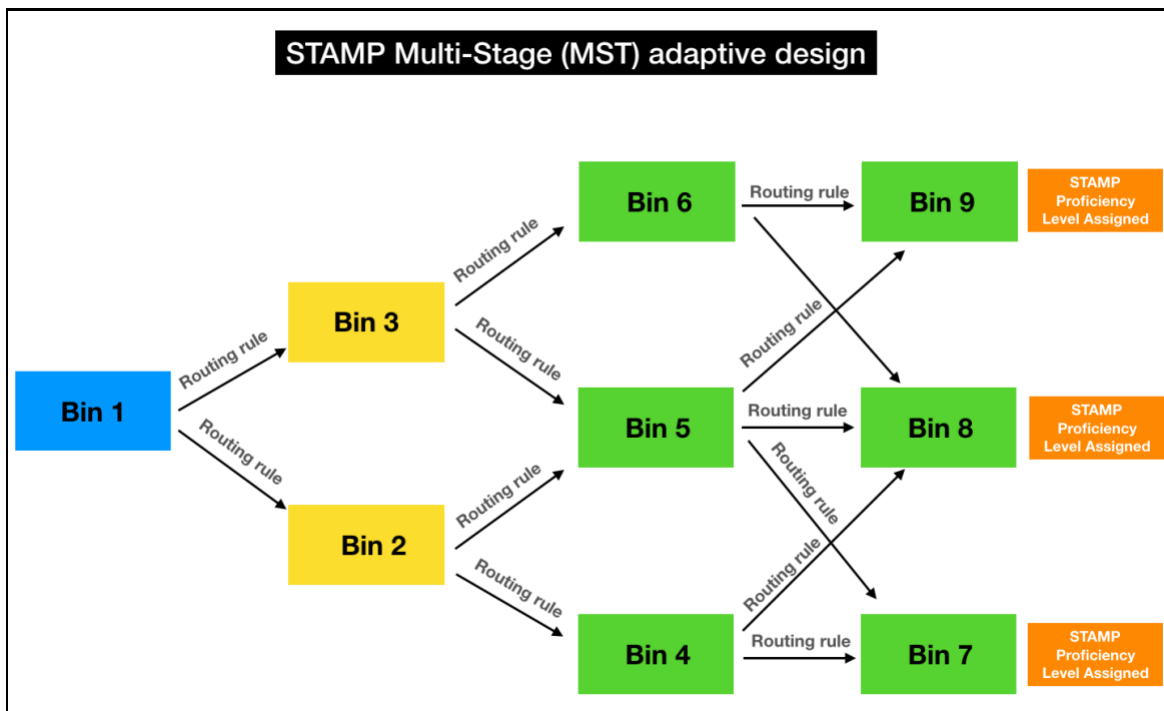 STAMP Multi-Stage (MST) adaptive design
Bin 6
Routing rule
Bin 9
STAMP
Proficiency
Level Assigned
Routing rule
Bin 3
Routing rule
Routing rule
Routing rule
Bin 1
Routing rule
Bin 5
Routing rule
Bin 8
STAMP
Proficiency
Level Assigned
Routing rule
Routing rule
Bin 2
Routing rule
Routing rule
Bin 4
Routing rule
Bin 7
STAMP
Proficiency
Level Assigned